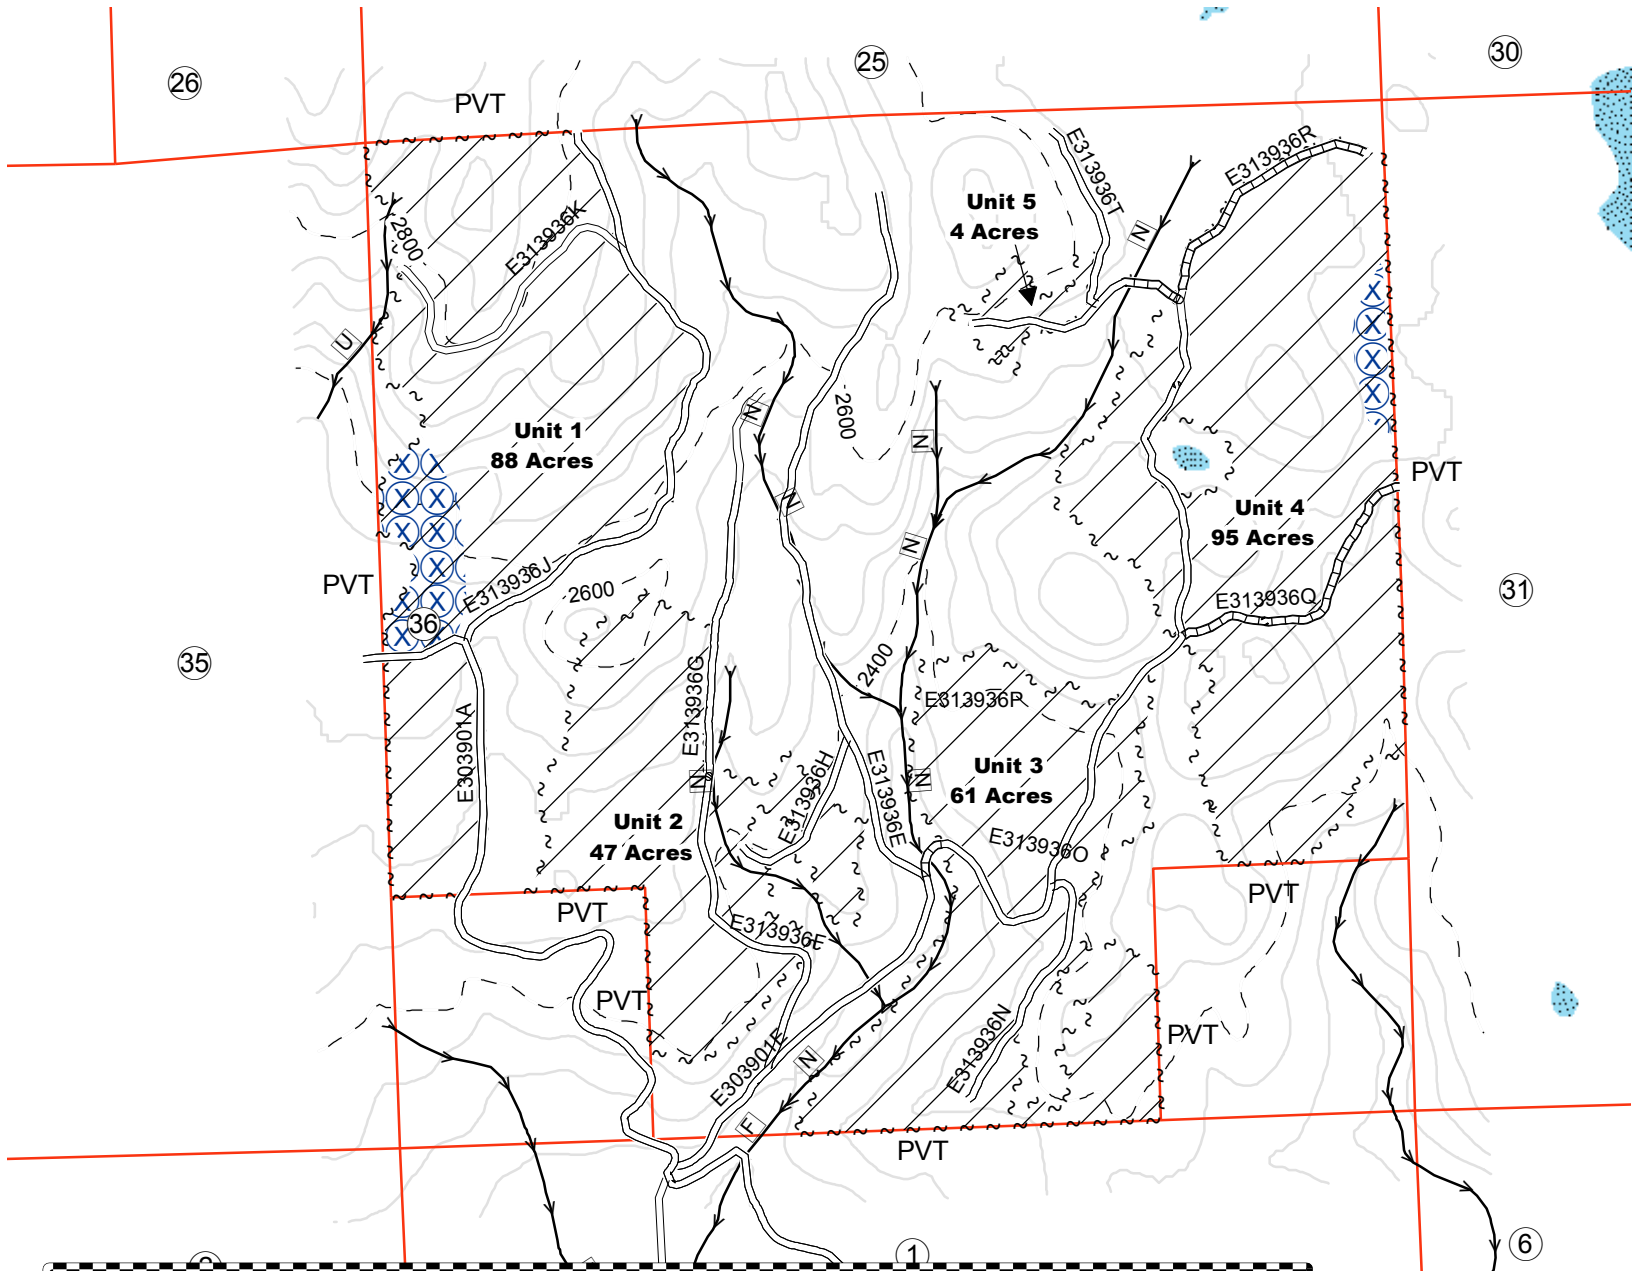 25
30
26
PVT
E313936R
E313936T
Unit 5
4 Acres
E313936K
2800
N
U
2600
N
Unit 1
88 Acres
N
PVT
X X
X X
X X
X
X X
X
X
X
X
X
N
Unit 4
95 Acres
N
E313936J
PVT
2600
E313936Q
31
36
35
2400
E313936G
E313936P
E303901A
E313936H
E313936E
N
N
Unit 3
61 Acres
Unit 2
47 Acres
E313936O
PVT
PVT
E313936E
PVT
PVT
E313936N
E303901E
N
F
PVT
1
6